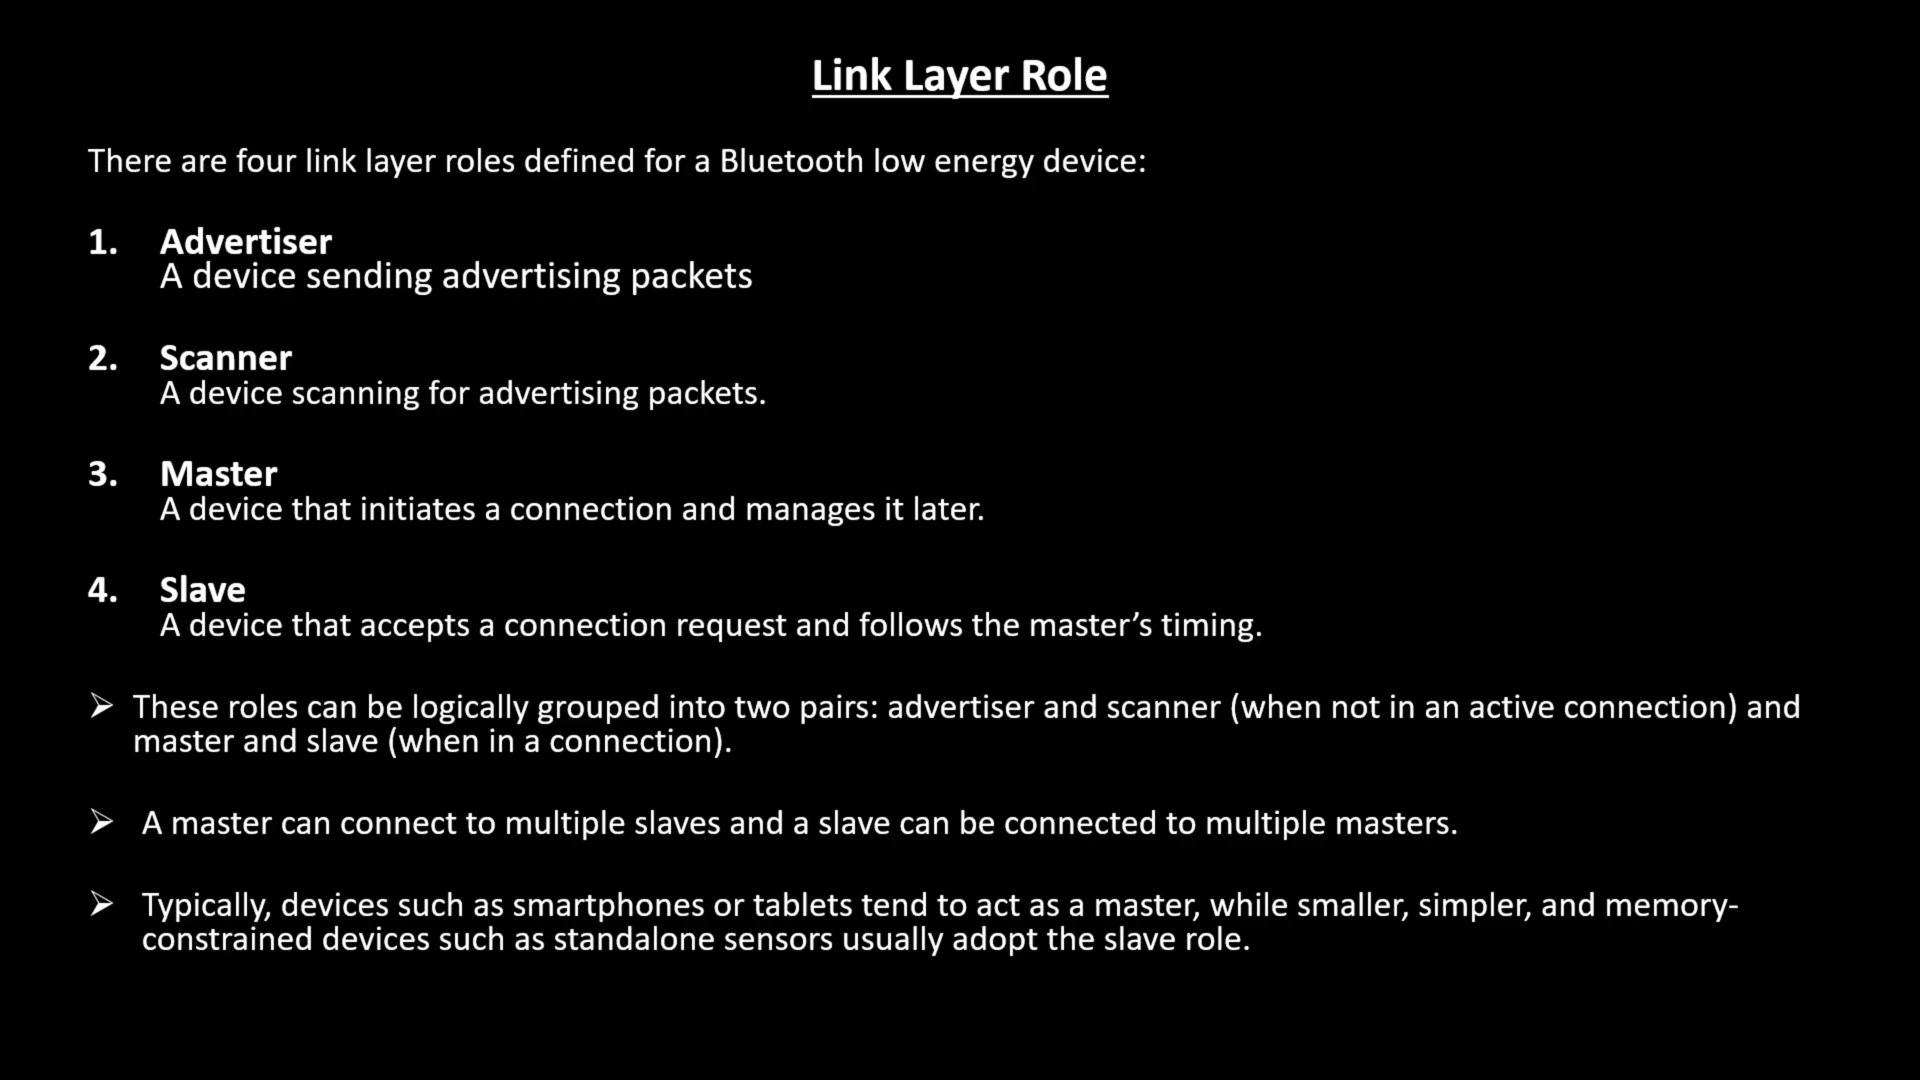 Link Layer Role
There are four link layer roles defined for a Bluetooth low energy device:
1. Advertiser
A device sending advertising packets
2. Scanner
A device scanning for advertising packets.
3. Master
A device that initiates a connection and manages it later.
4. Slave
A device that accepts a connection request and follows the master’s timing.
➢ These roles can be logically grouped into two pairs: advertiser and scanner (when not in an active connection) and
master and slave (when in a connection).
➢ A master can connect to multiple slaves and a slave can be connected to multiple masters.
➢ Typically, devices such as smartphones or tablets tend to act as a master, while smaller, simpler, and memory-
constrained devices such as standalone sensors usually adopt the slave role.